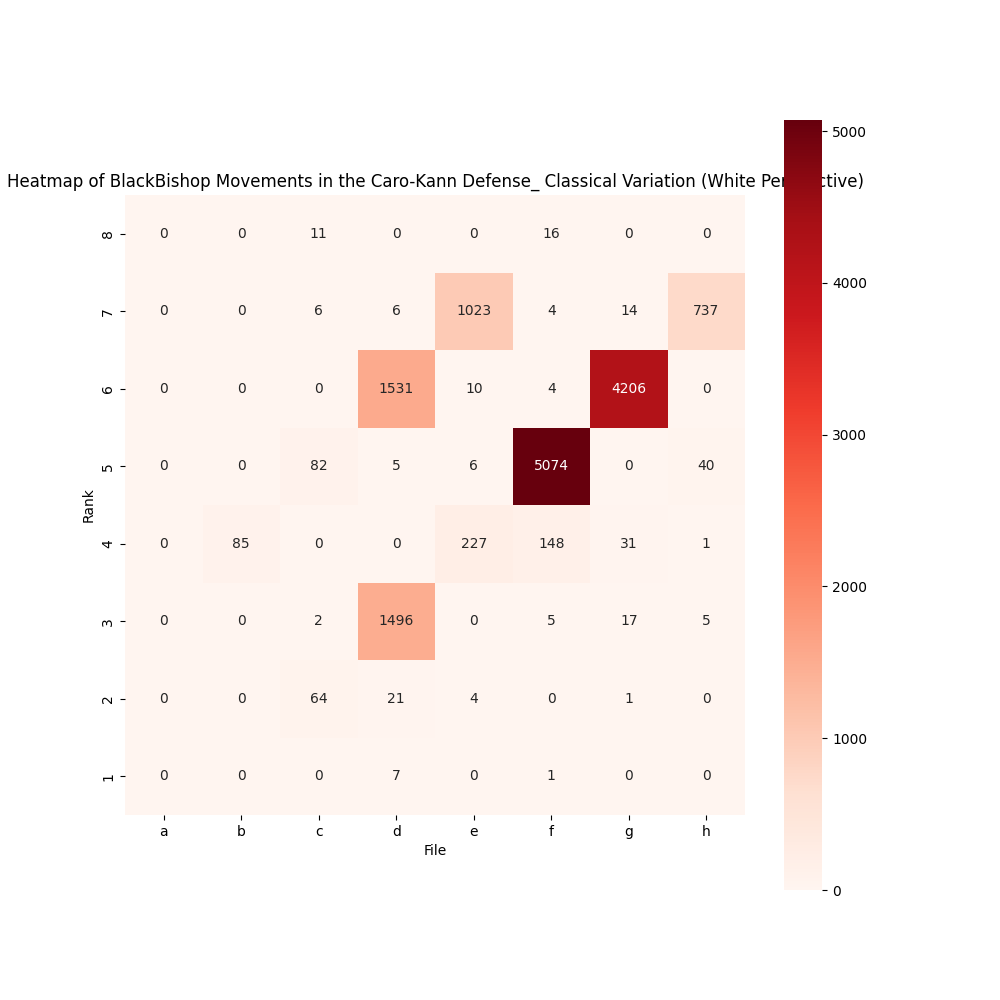 Heatmap of BlackBishop Movements in the Caro-Kann Defense_ Classical Variation (White Per ctive)
5000
4000
3000
2000
1000
0
8 0 0 11 0 0 16 0 0
7 0 0 6 6 1023 4 14 737
6 0 0 0 1531 10 4 4206 0
5 0 0 82 5 6 5074 0 40
Rank
4 0 85 0 0 227 148 31 1
3 0 0 2 1496 0 5 17 5
2 0 0 64 21 4 0 1 0
1 0 0 0 7 0 1 0 0
a b c d e f g h
File